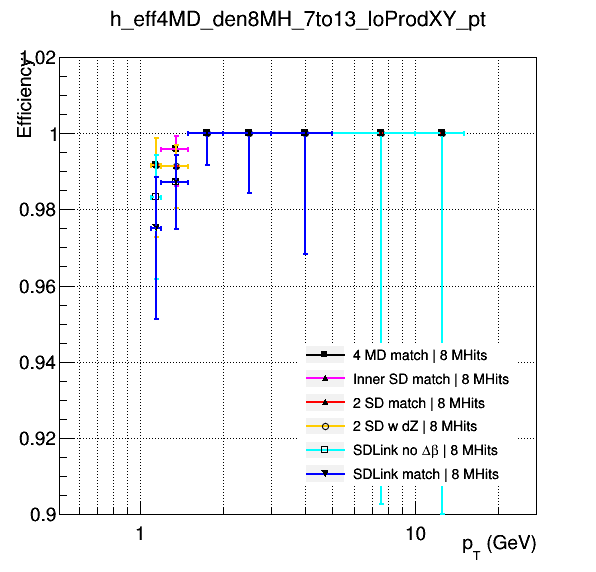 h_eff4MD_den8MH_7to13_loProdXY_pt
Efficiency
1.02
1
0.98
0.96
0.94
0.92
0.9
4 MD match | 8 MHits
Inner SD match | 8 MHits
2 SD match | 8 MHits
2 SD w dZ | 8 MHits
SDLink no Δβ | 8 MHits
SDLink match | 8 MHits
1
10
p_T (GeV)